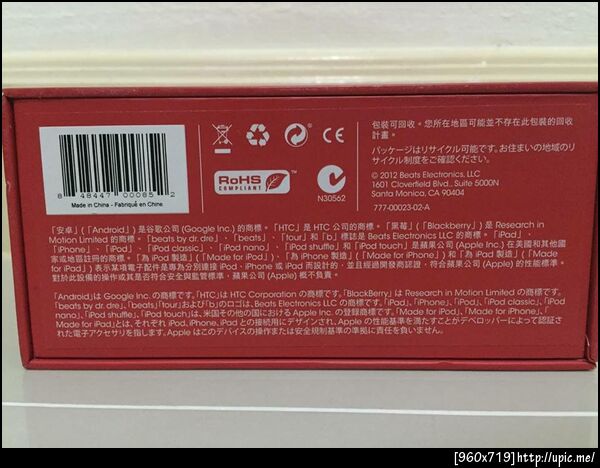 8 48447 00085 2
Made in China - Fabriqué en Chine.
RoHS
COMPLIANT
N30562
包裝可回收。您所在地區可能並不存在此包裝的回收
計畫。
パッケージはリサイクル可能です。お住まいの地域のリ
サイクル制度をご確認ください。
© 2012 Beats Electronics, LLC
1601 Cloverfield Blvd., Suite 5000N
Santa Monica, CA 90404
777-00023-02-A
「安卓」(「Android」) 是谷歌公司 (Google Inc.) 的商標。「HTC」是 HTC 公司的商標。「黑莓」(「Blackberry」) 是 Research in
Motion Limited 的商標。「beats by dr. dre」、「beats」、「tour」和「b」標誌是 Beats Electronics LLC 的商標。「iPad」、
「iPhone」、「iPod」、「iPod classic」、「iPod nano」、「iPod shuffle」和「iPod touch」是蘋果公司 (Apple Inc.) 在美國和其他國
家或地區註冊的商標。「為 iPod 製造」(「Made for iPod」)、「為 iPhone 製造」(「Made for iPhone」) 和「為 iPad 製造」(「Made
for iPad」) 表示某項電子配件是專為分別連接 iPod、iPhone 或 iPad 而設計的，並且經過開發商認證，符合蘋果公司 (Apple) 的性能標準。
對於此設備的操作或其是否符合安全與監管標準，蘋果公司 (Apple) 概不負責。
「Android」は Google Inc. の商標です。「HTC」は HTC Corporation の商標です。「BlackBerry」は Research in Motion Limited の商標です。
「beats by dr. dre」、「beats」、「tour」および「b」のロゴは、Beats Electronics LLC の商標です。「iPad」、「iPhone」、「iPod」、「iPod classic」、「iPod
nano」、「iPod shuffle」、「iPod touch」は、米国その他の国における Apple Inc. の登録商標です。「Made for iPod」、「Made for iPhone」、「
Made for iPad」とは、それぞれ iPod、iPhone、iPad との接続用にデザインされ、Apple の性能基準を満たすことがデベロッパーによって認証さ
れた電子アクセサリを指します。Apple はこのデバイスの操作または安全規制基準の準拠に責任を負いません。
[960x719]http://upic.me/